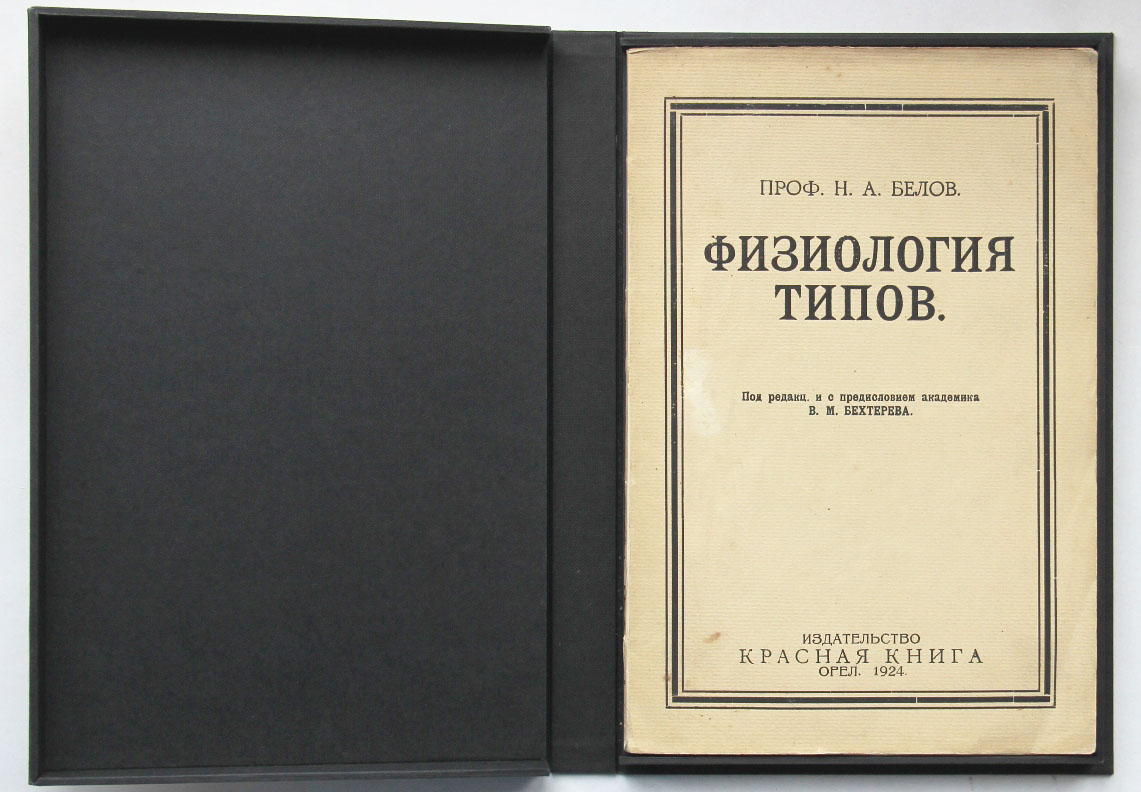 ПРОФ. Н. А. БЕЛОВ.
ФИЗИОЛОГИЯ
ТИПОВ.
Под редакц. и с предисловием академика
В. М. БЕХТЕРЕВА.
ИЗДАТЕЛЬСТВО
КРАСНАЯ КНИГА
ОРЕЛ. 1924.